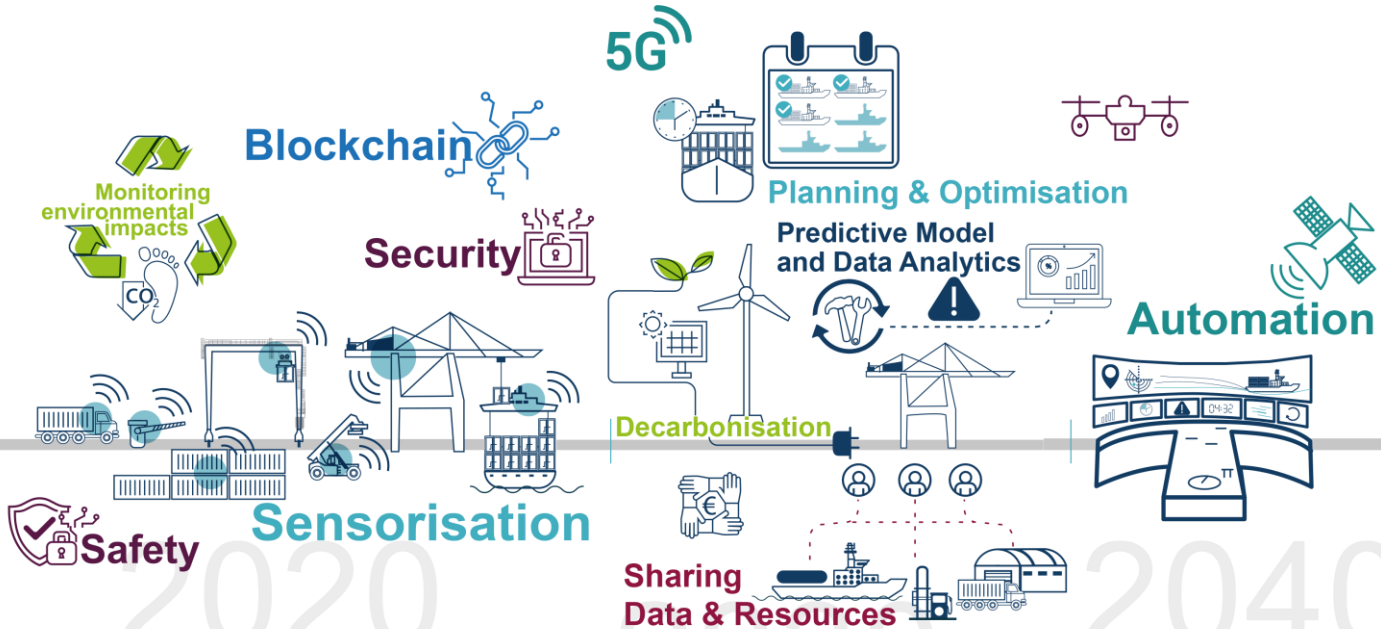 5G
Blockchain
Monitoring
environmental
impacts
CO2
Security
Planning & Optimisation
Predictive Model
and Data Analytics
Automation
04:32
Decarbonisation
€
Safety
Sensorisation
Sharing
Data & Resources
2020
2040